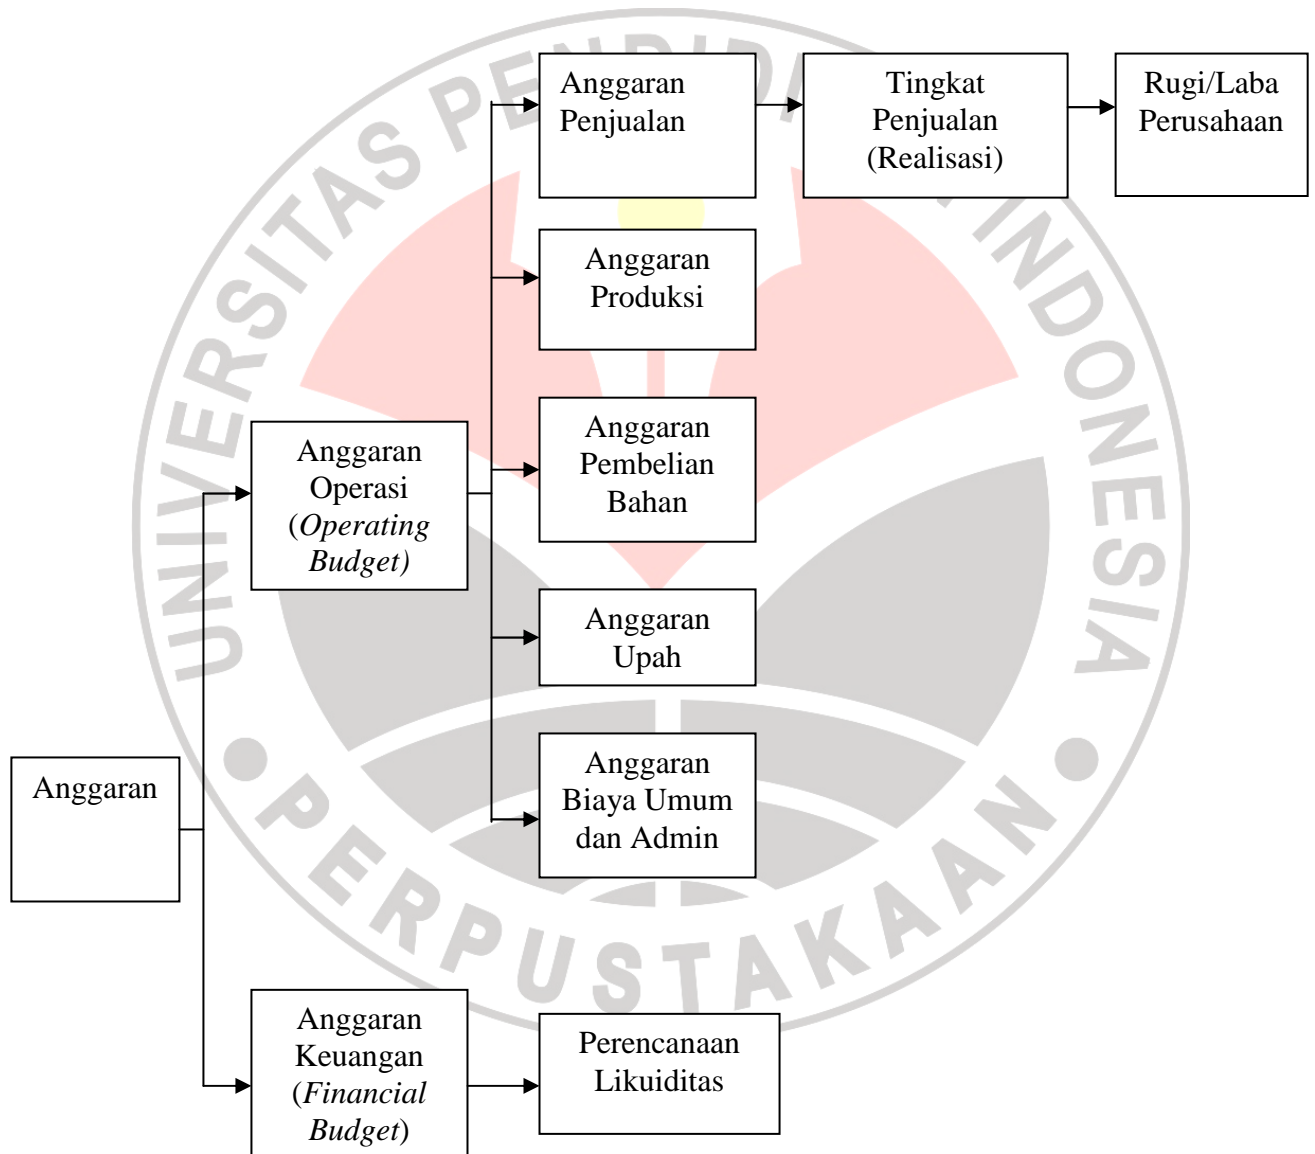 UNIVERSITAS PENDIDIKAN INDONESIA
PERPUSTAKAAN
Anggaran
Penjualan
Tingkat
Penjualan
(Realisasi)
Rugi/Laba
Perusahaan
Anggaran
Produksi
Anggaran
Pembelian
Bahan
Anggaran
Operasi
(Operating
Budget)
Anggaran
Upah
Anggaran
Biaya Umum
dan Admin
Anggaran
Anggaran
Keuangan
(Financial
Budget)
Perencanaan
Likuiditas